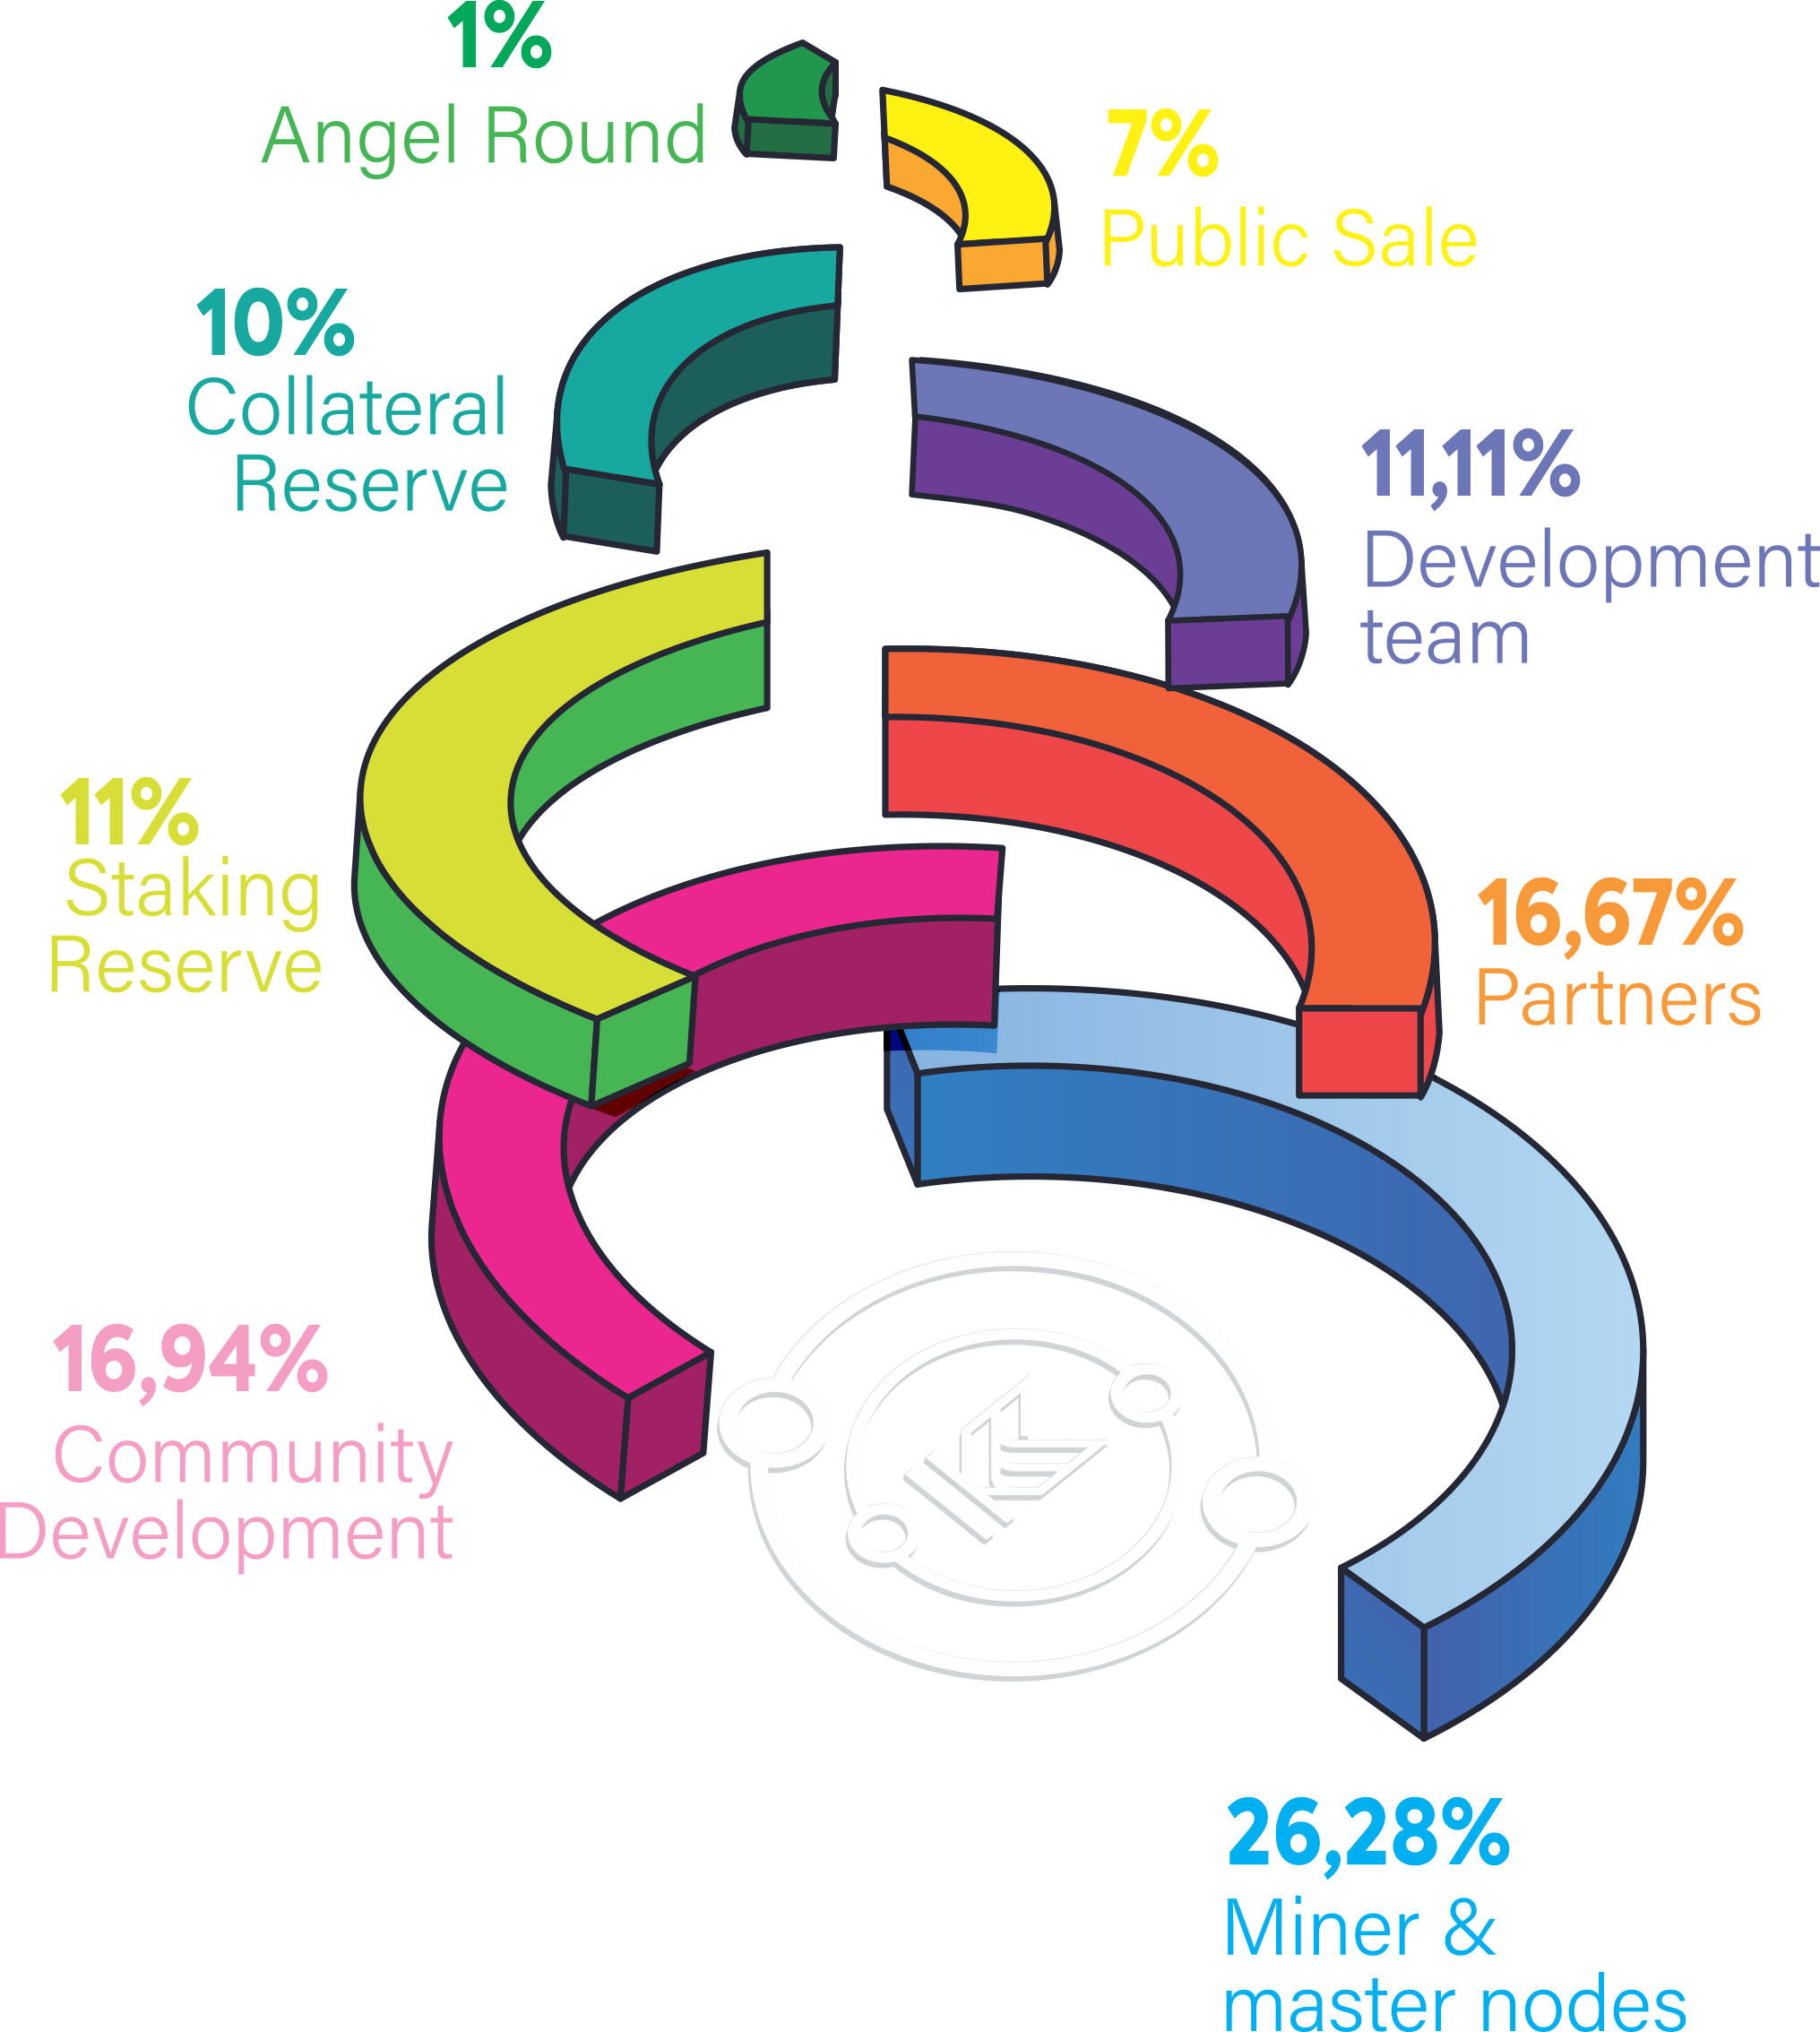 1%
Angel Round
7%
Public Sale
10%
Collateral
Reserve
11,11%
Development
team
11%
Staking
Reserve
16,67%
Partners
16,94%
Community
Development
26,28%
Miner &
master nodes